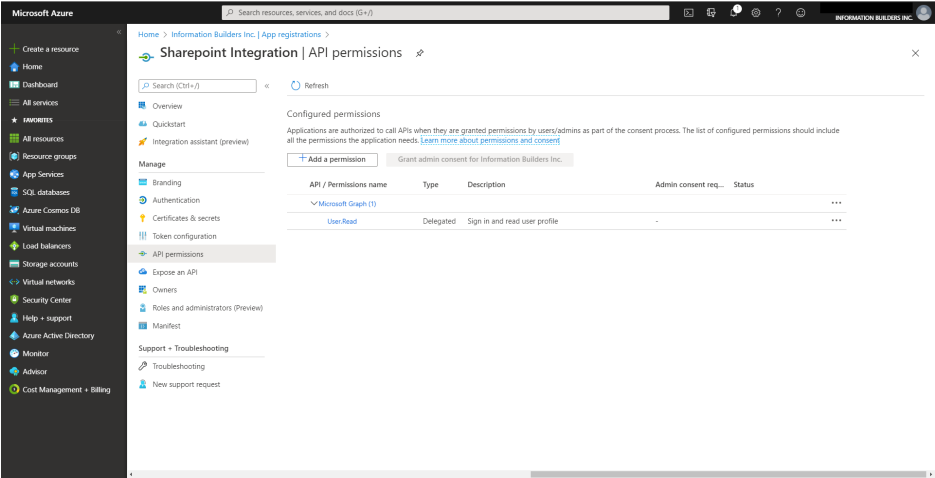 Microsoft Azure
Search resources, services, and docs (G+/)
1
INFORMATION BUILDERS INC.
Home > Information Builders Inc. | App registrations >
Sharepoint Integration | API permissions
Create a resource
Home
Dashboard
All services
FAVORITES
All resources
Resource groups
App Services
SQL databases
Azure Cosmos DB
Virtual machines
Load balancers
Storage accounts
Virtual networks
Security Center
Help + support
Azure Active Directory
Monitor
Advisor
Cost Management + Billing
Search (Ctrl+/)
Overview
Quickstart
Integration assistant (preview)
Manage
Branding
Authentication
Certificates & secrets
Token configuration
API permissions
Expose an API
Owners
Roles and administrators (Preview)
Manifest
Support + Troubleshooting
Troubleshooting
New support request
Refresh
Configured permissions
Applications are authorized to call APIs when they are granted permissions by users/admins as part of the consent process. The list of configured permissions should include
all the permissions the application needs. Learn more about permissions and consent
Add a permission Grant admin consent for Information Builders Inc.
API / Permissions name Type Description Admin consent req... Status
Microsoft Graph (1) ...
User.Read Delegated Sign in and read user profile - ...